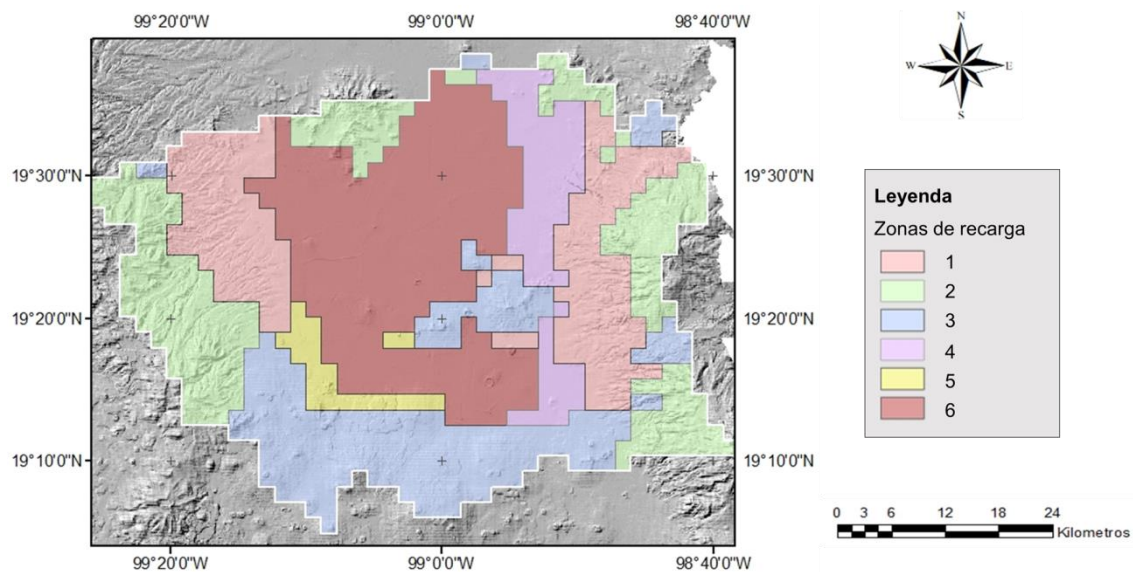 99°20'0"W 99°0'0"W 98°40'0"W
19°30'0"N 19°30'0"N
19°20'0"N 19°20'0"N
19°10'0"N 19°10'0"N
99°20'0"W 99°0'0"W 98°40'0"W
N
W E
S
Leyenda
Zonas de recarga
1
2
3
4
5
6
0 3 6 12 18 24
Kilometros